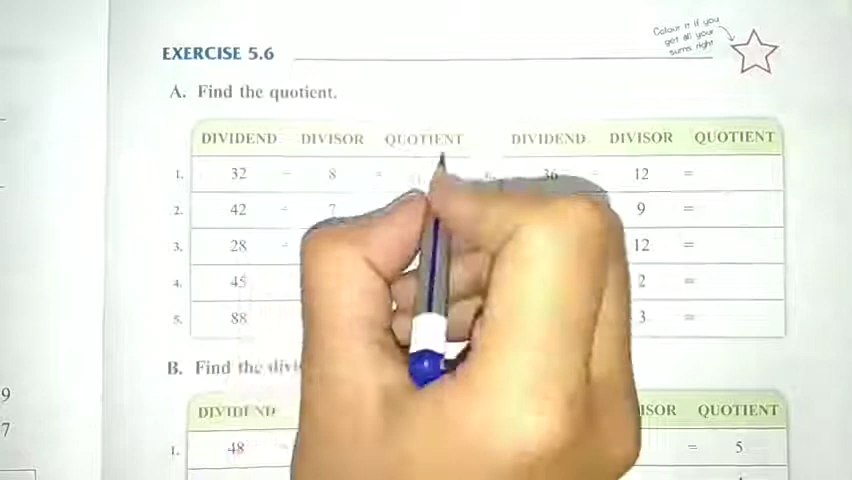 Colour it if you
got all your
sums right
EXERCISE 5.6
A. Find the quotient.
DIVIDEND DIVISOR QUOTIENT DIVIDEND DIVISOR QUOTIENT
1. 32 ÷ 8 = 36 ÷ 12 =
2. 42 ÷ 7 9 =
3. 28 ÷ 12 =
4. 45 2 =
5. 88 3 =
B. Find the
DIVIDEND QUOTIENT
1. 48 = 5
9
7